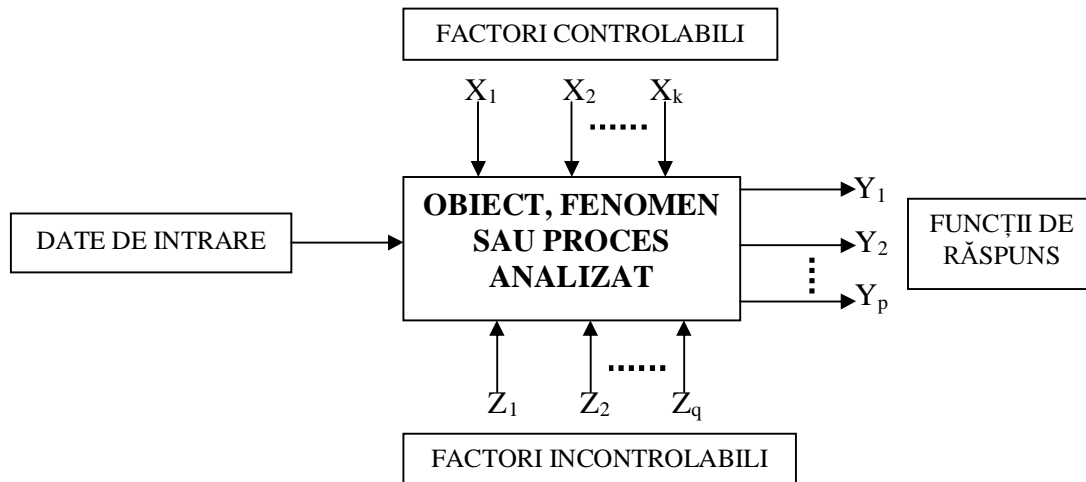 FACTORI CONTROLABILI
X₁ X₂ Xₖ
OBIECT, FENOMEN
SAU PROCES
ANALIZAT
DATE DE INTRARE
Y₁
Y₂
Yₚ
FUNCȚII DE
RĂSPUNS
Z₁ Z₂ Z_q
FACTORI INCONTROLABILI